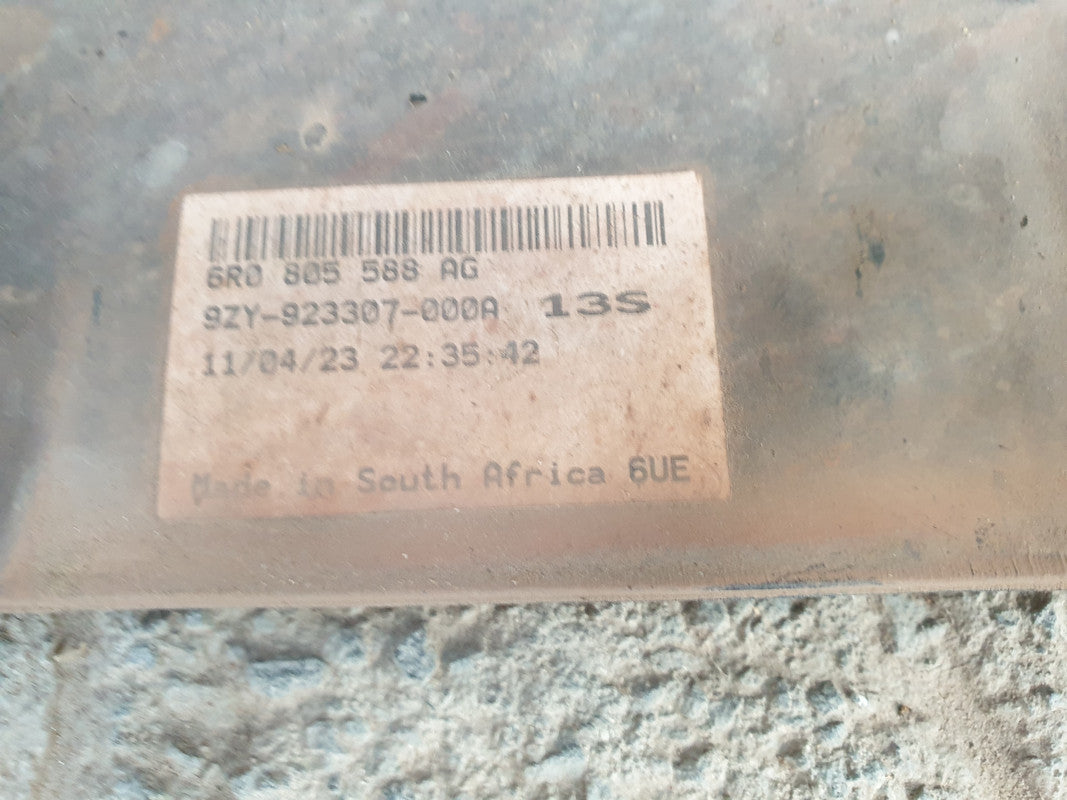 6R0 805 588 AG
9ZY-923307-000A 13S
11/04/23 22:35:42
Made in South Africa 6UE